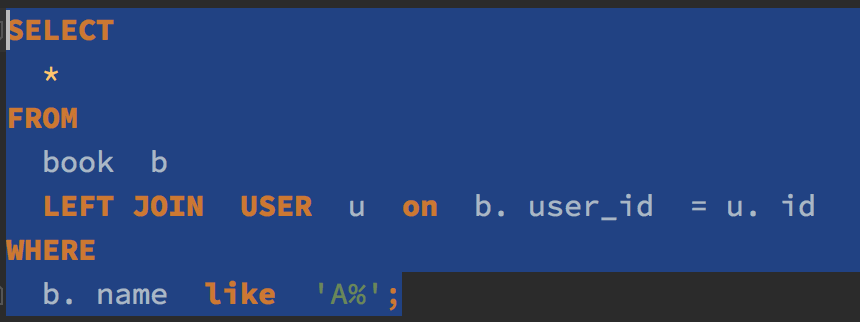 SELECT
*
FROM
book b
LEFT JOIN USER u on b. user_id = u. id
WHERE
b. name like 'A%';